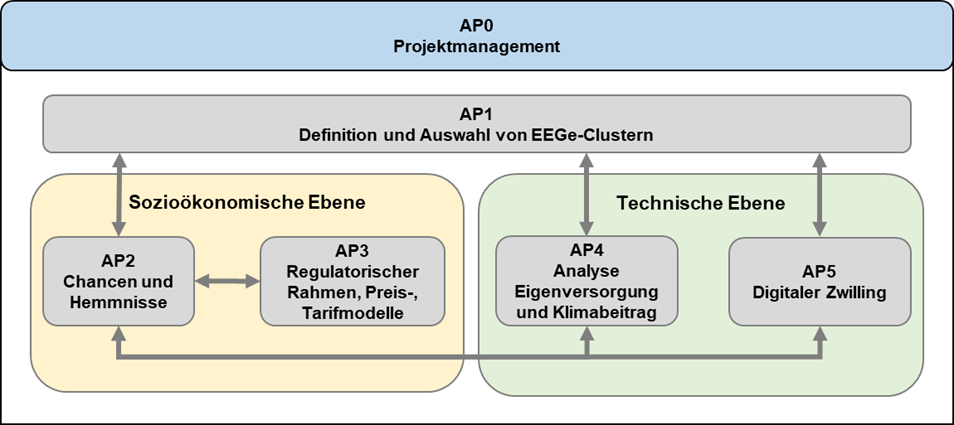 AP0
Projektmanagement
AP1
Definition und Auswahl von EEGe-Clustern
Sozioökonomische Ebene
AP2
Chancen und
Hemmnisse
AP3
Regulatorischer
Rahmen, Preis-,
Tarifmodelle
Technische Ebene
AP4
Analyse
Eigenversorgung
und Klimabeitrag
AP5
Digitaler Zwilling